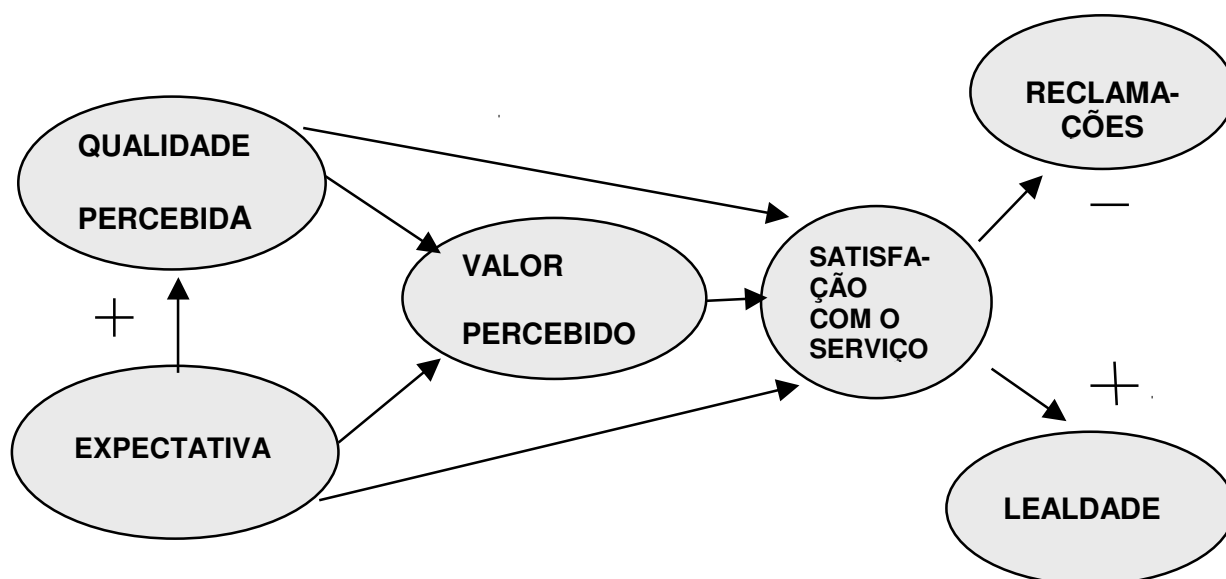 RECLAMA-
ÇÕES
QUALIDADE
PERCEBIDA
–
VALOR
PERCEBIDO
SATISFA-
ÇÃO
COM O
SERVIÇO
+
+
EXPECTATIVA
LEALDADE